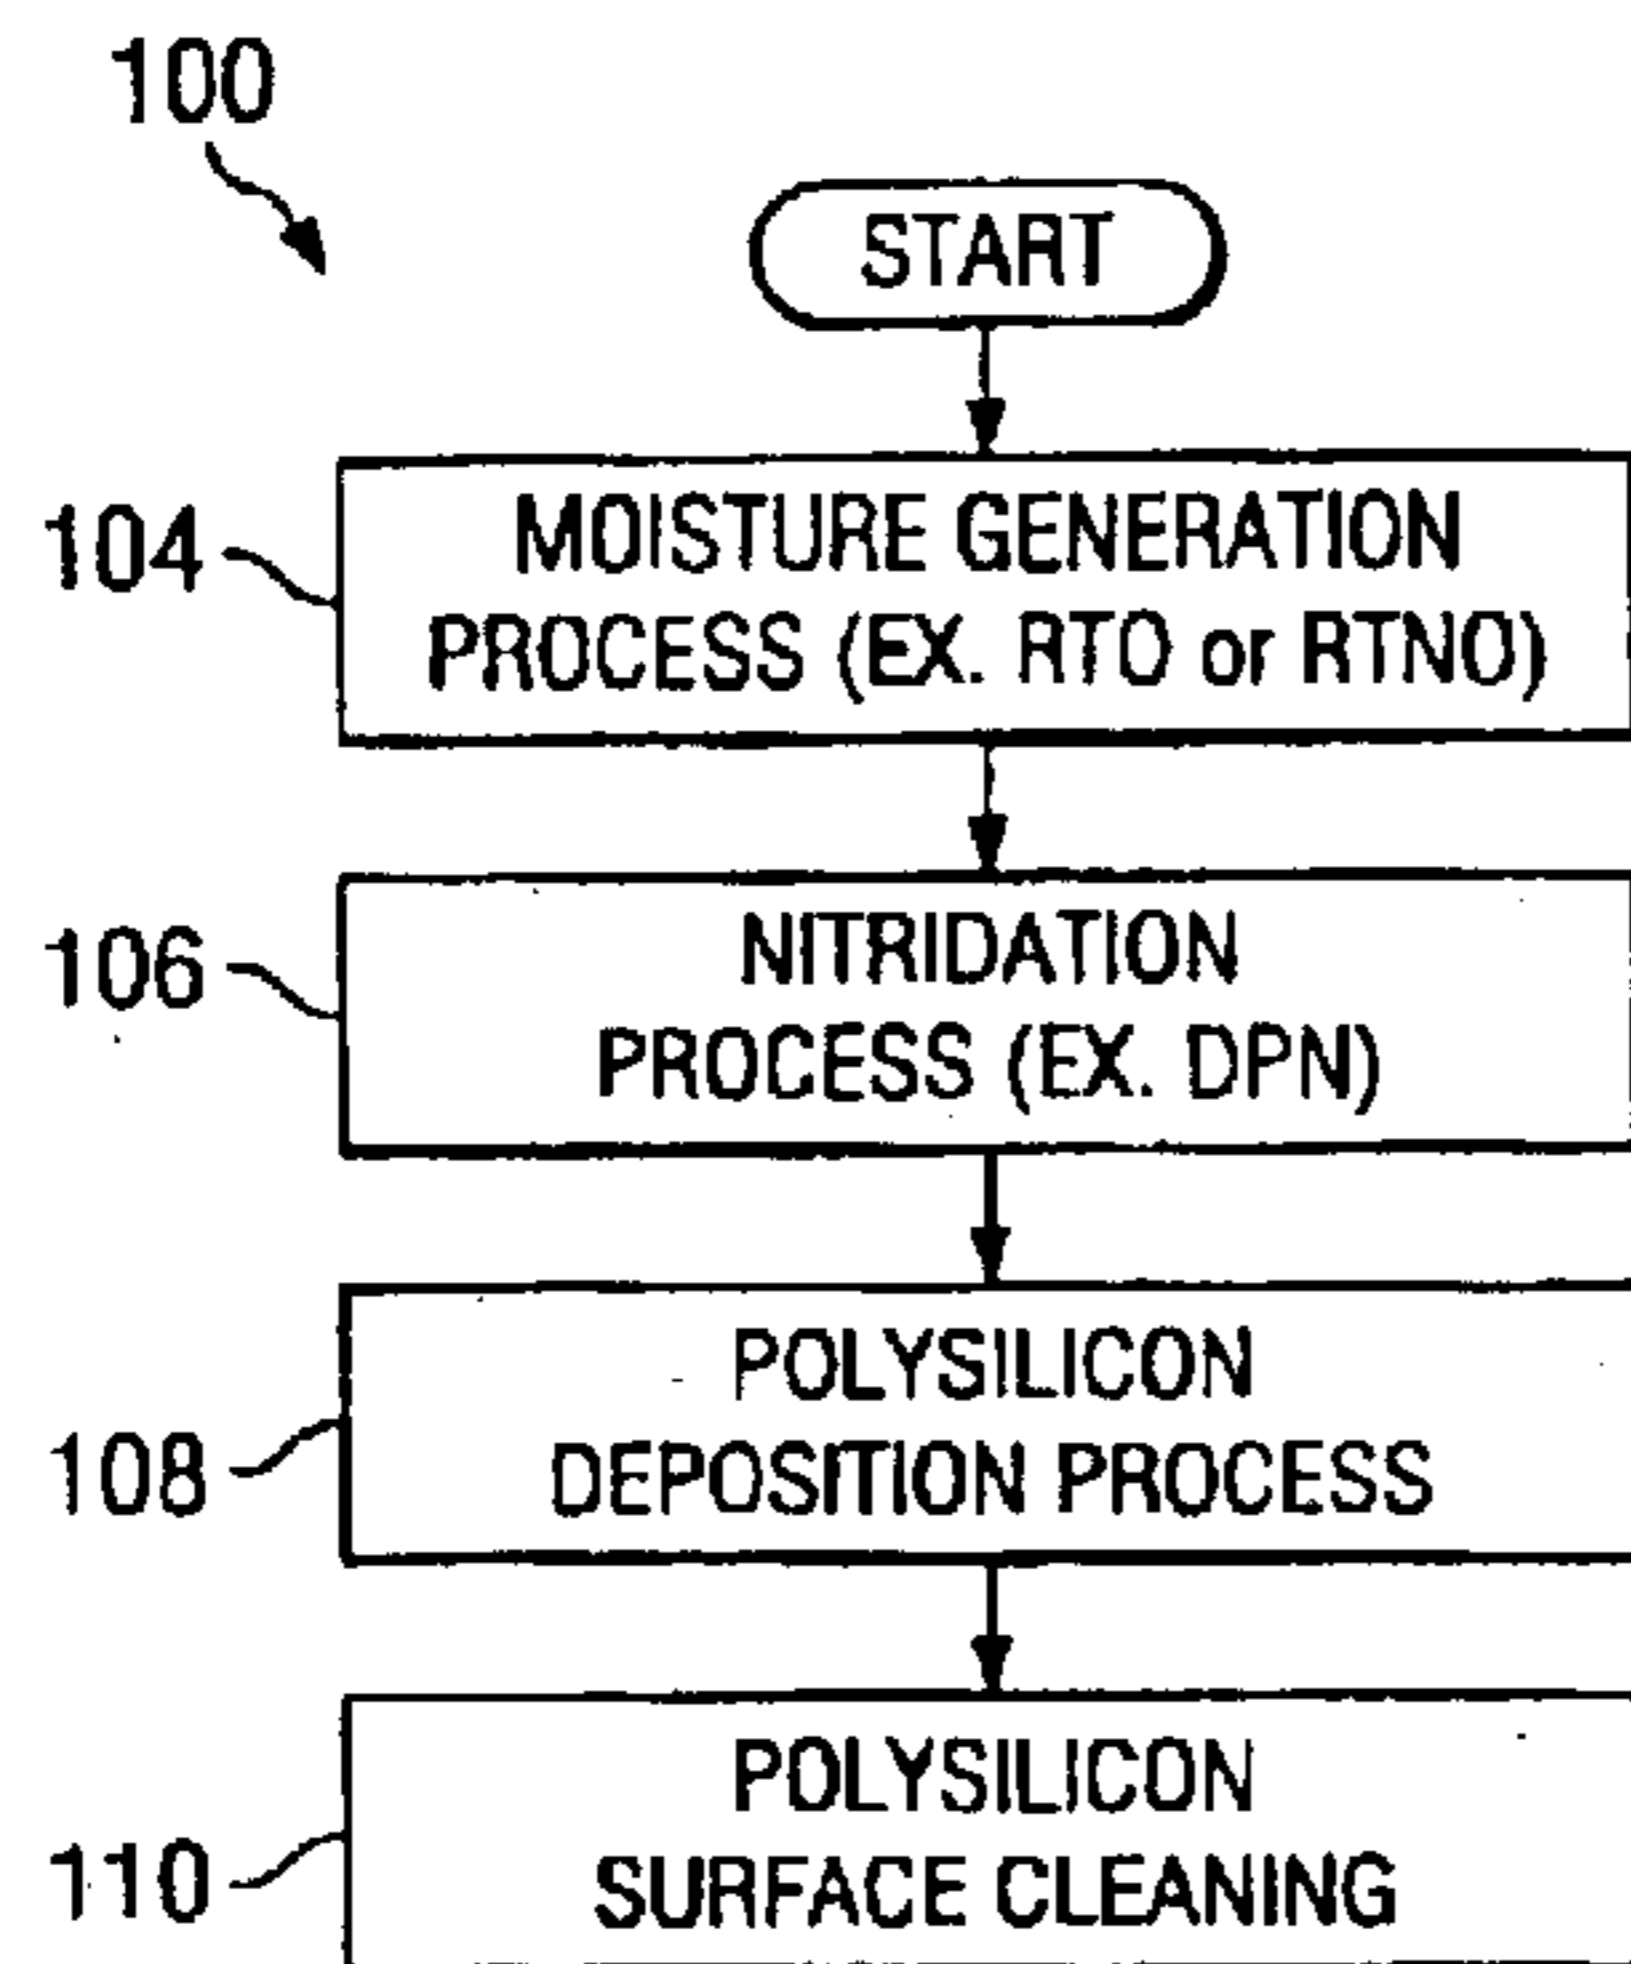 100
START
104
MOISTURE GENERATION
PROCESS (EX. RTO or RTNO)
106
NITRIDATION
PROCESS (EX. DPN)
108
POLYSILICON
DEPOSITION PROCESS
110
POLYSILICON
SURFACE CLEANING